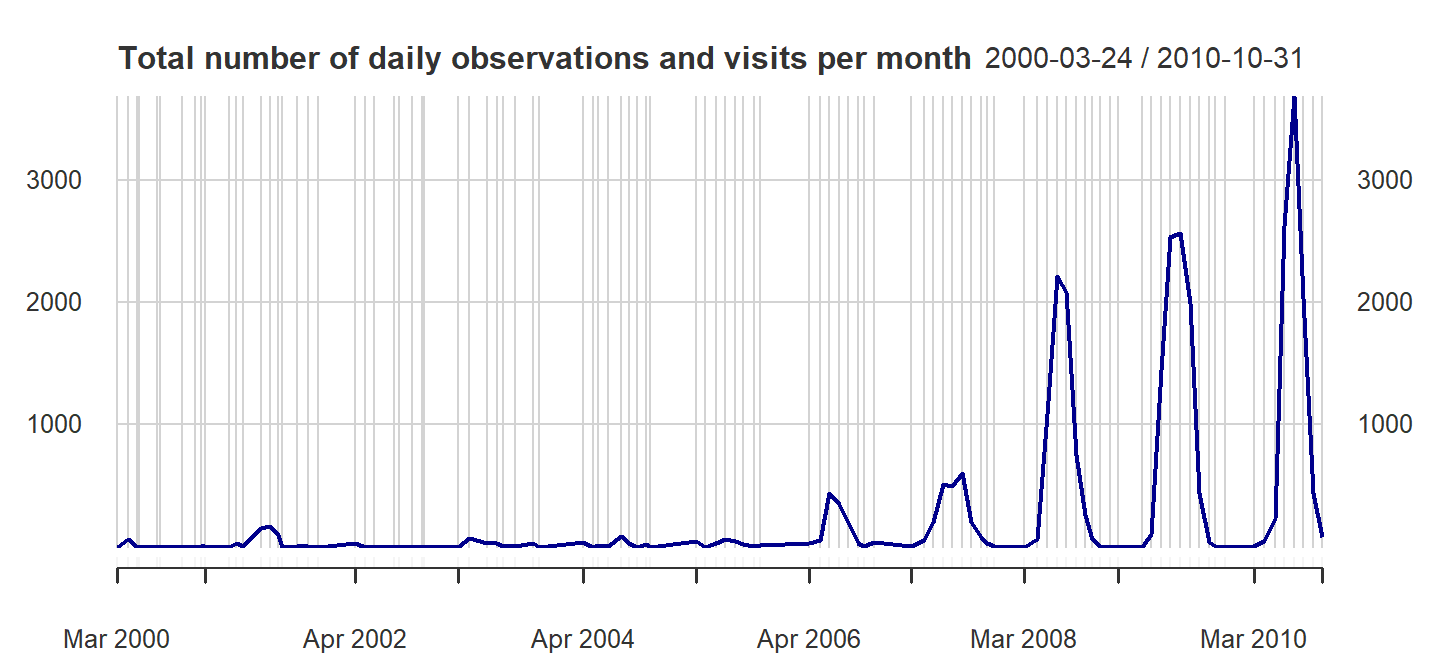 Total number of daily observations and visits per month 2000-03-24 / 2010-10-31
3000 3000
2000 2000
1000 1000
Mar 2000 Apr 2002 Apr 2004 Apr 2006 Mar 2008 Mar 2010